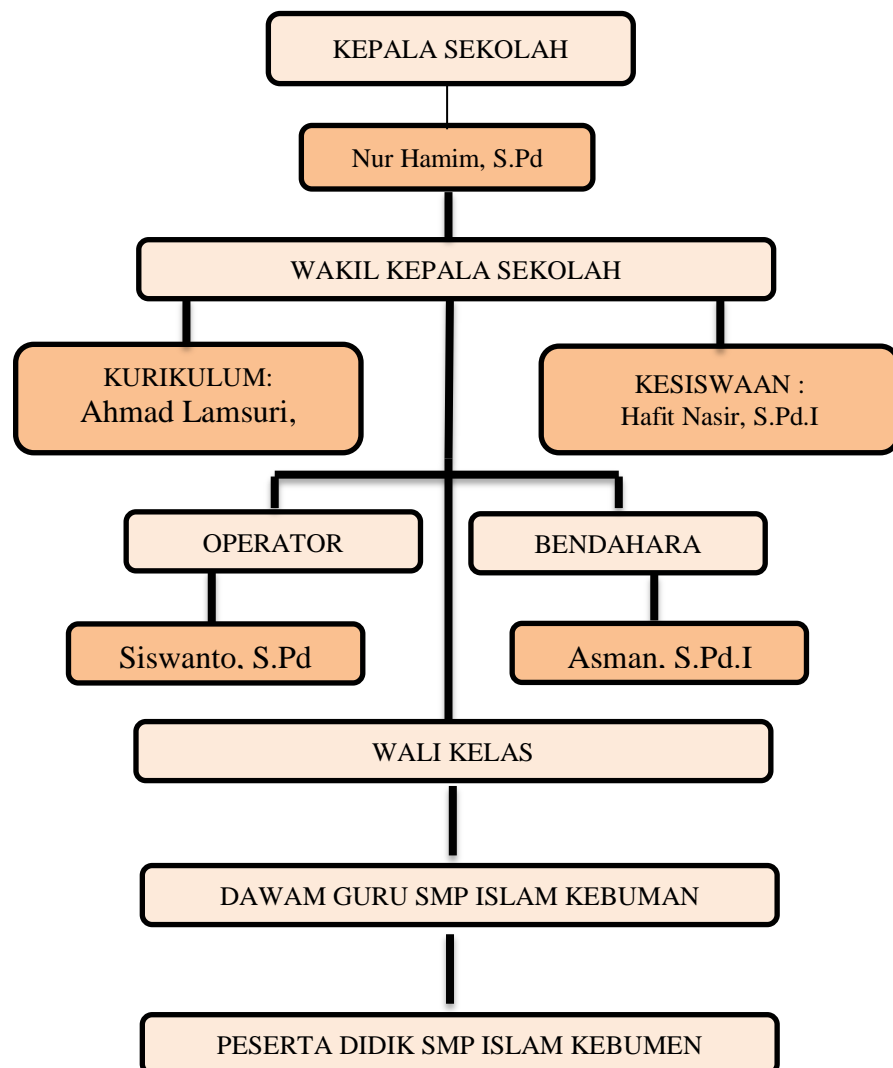 KEPALA SEKOLAH
Nur Hamim, S.Pd
WAKIL KEPALA SEKOLAH
KURIKULUM:
Ahmad Lamsuri,
KESISWAAN :
Hafit Nasir, S.Pd.I
OPERATOR
BENDAHARA
Siswanto, S.Pd
Asman, S.Pd.I
WALI KELAS
DAWAM GURU SMP ISLAM KEBUMAN
PESERTA DIDIK SMP ISLAM KEBUMEN